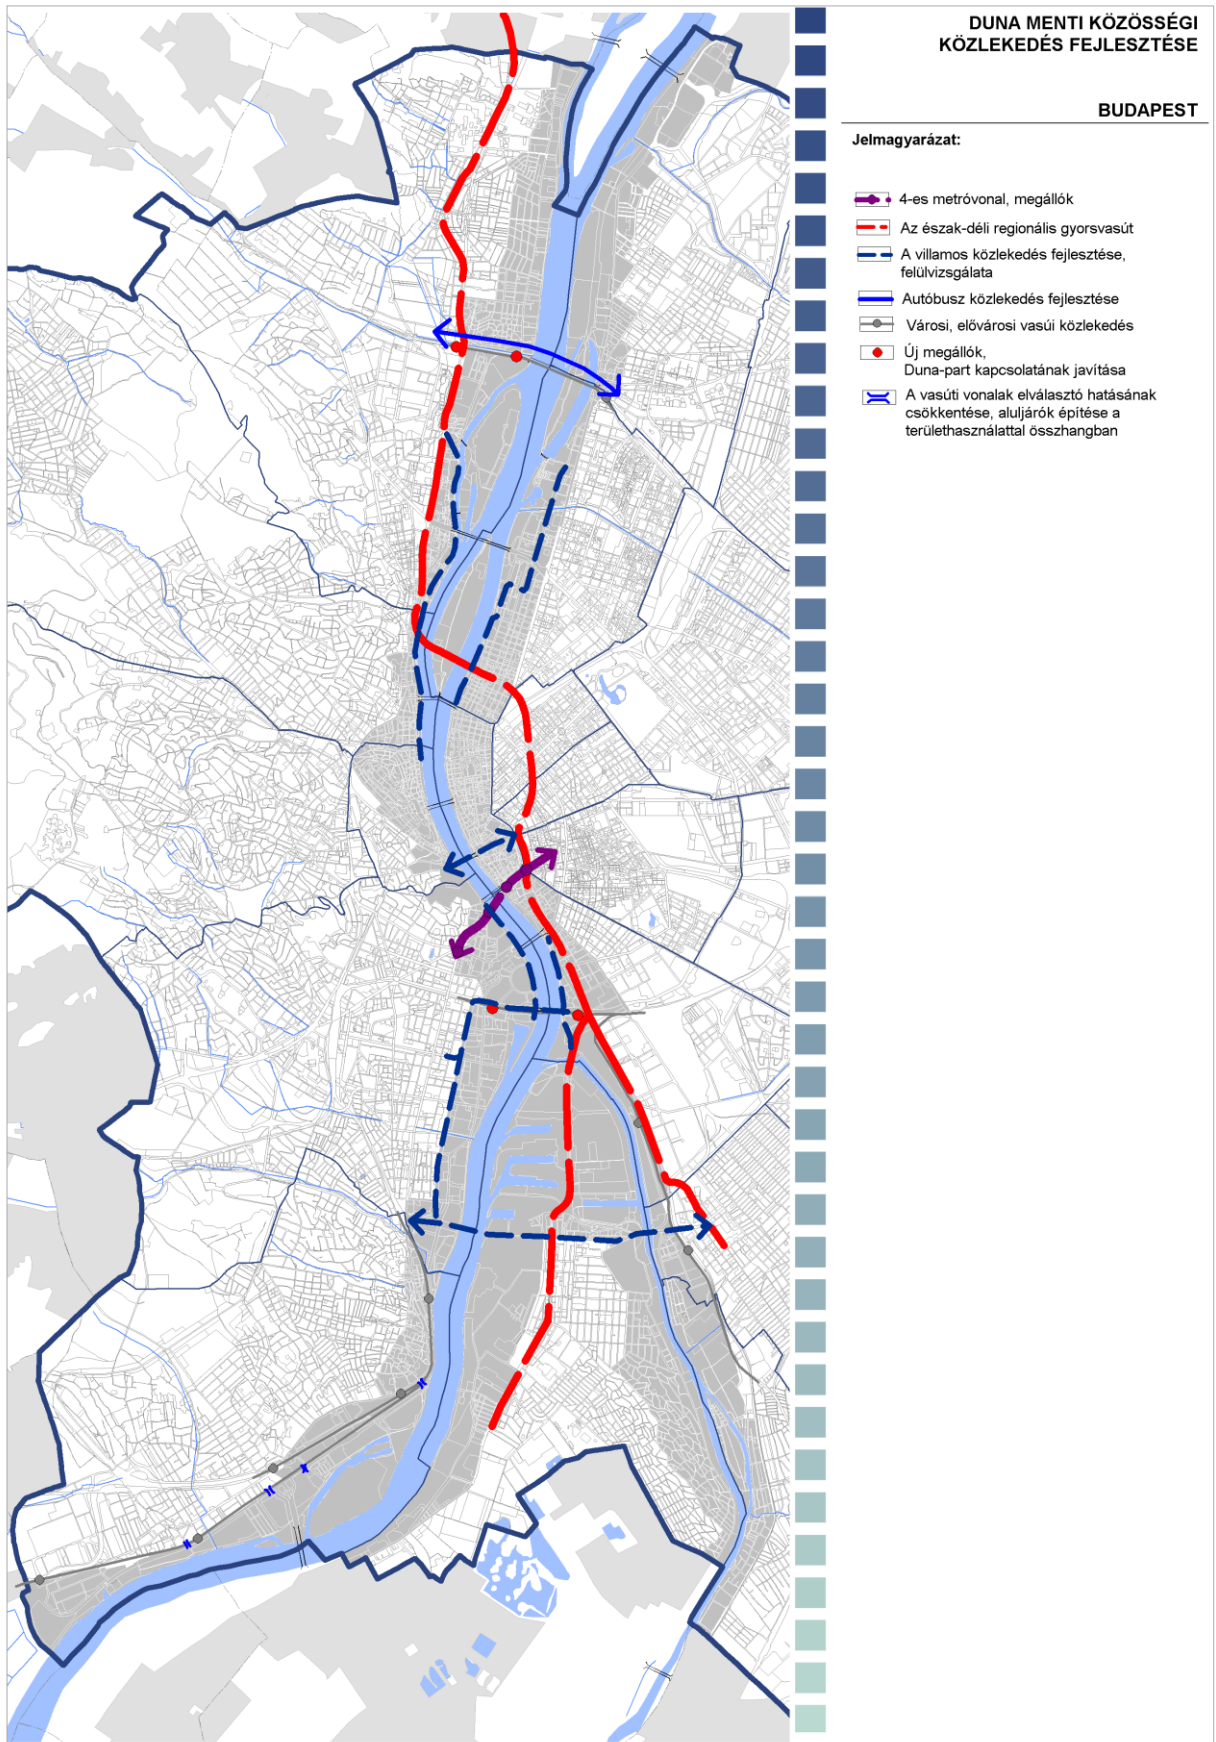 DUNA MENTI KÖZÖSSÉGI
KÖZLEKEDÉS FEJLESZTÉSE
BUDAPEST
Jelmagyarázat:
4-es metróvonal, megállók
Az észak-déli regionális gyorsvasút
A villamos közlekedés fejlesztése,
felülvizsgálata
Autóbusz közlekedés fejlesztése
Városi, elővárosi vasúi közlekedés
Új megállók,
Duna-part kapcsolatának javítása
A vasúti vonalak elválasztó hatásának
csökkentése, aluljárók építése a
területhasználattal összhangban